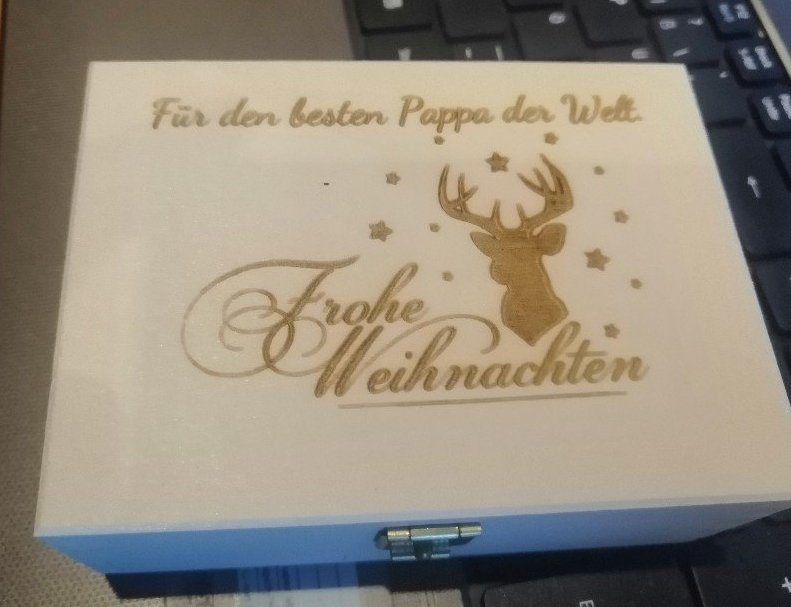 Für den besten Pappa der Welt.
Frohe
Weihnachten